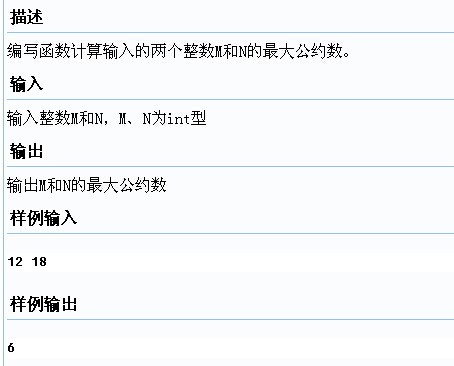 描述
编写函数计算输入的两个整数M和N的最大公约数。
输入
输入整数M和N，M、N为int型
输出
输出M和N的最大公约数
样例输入
12 18
样例输出
6